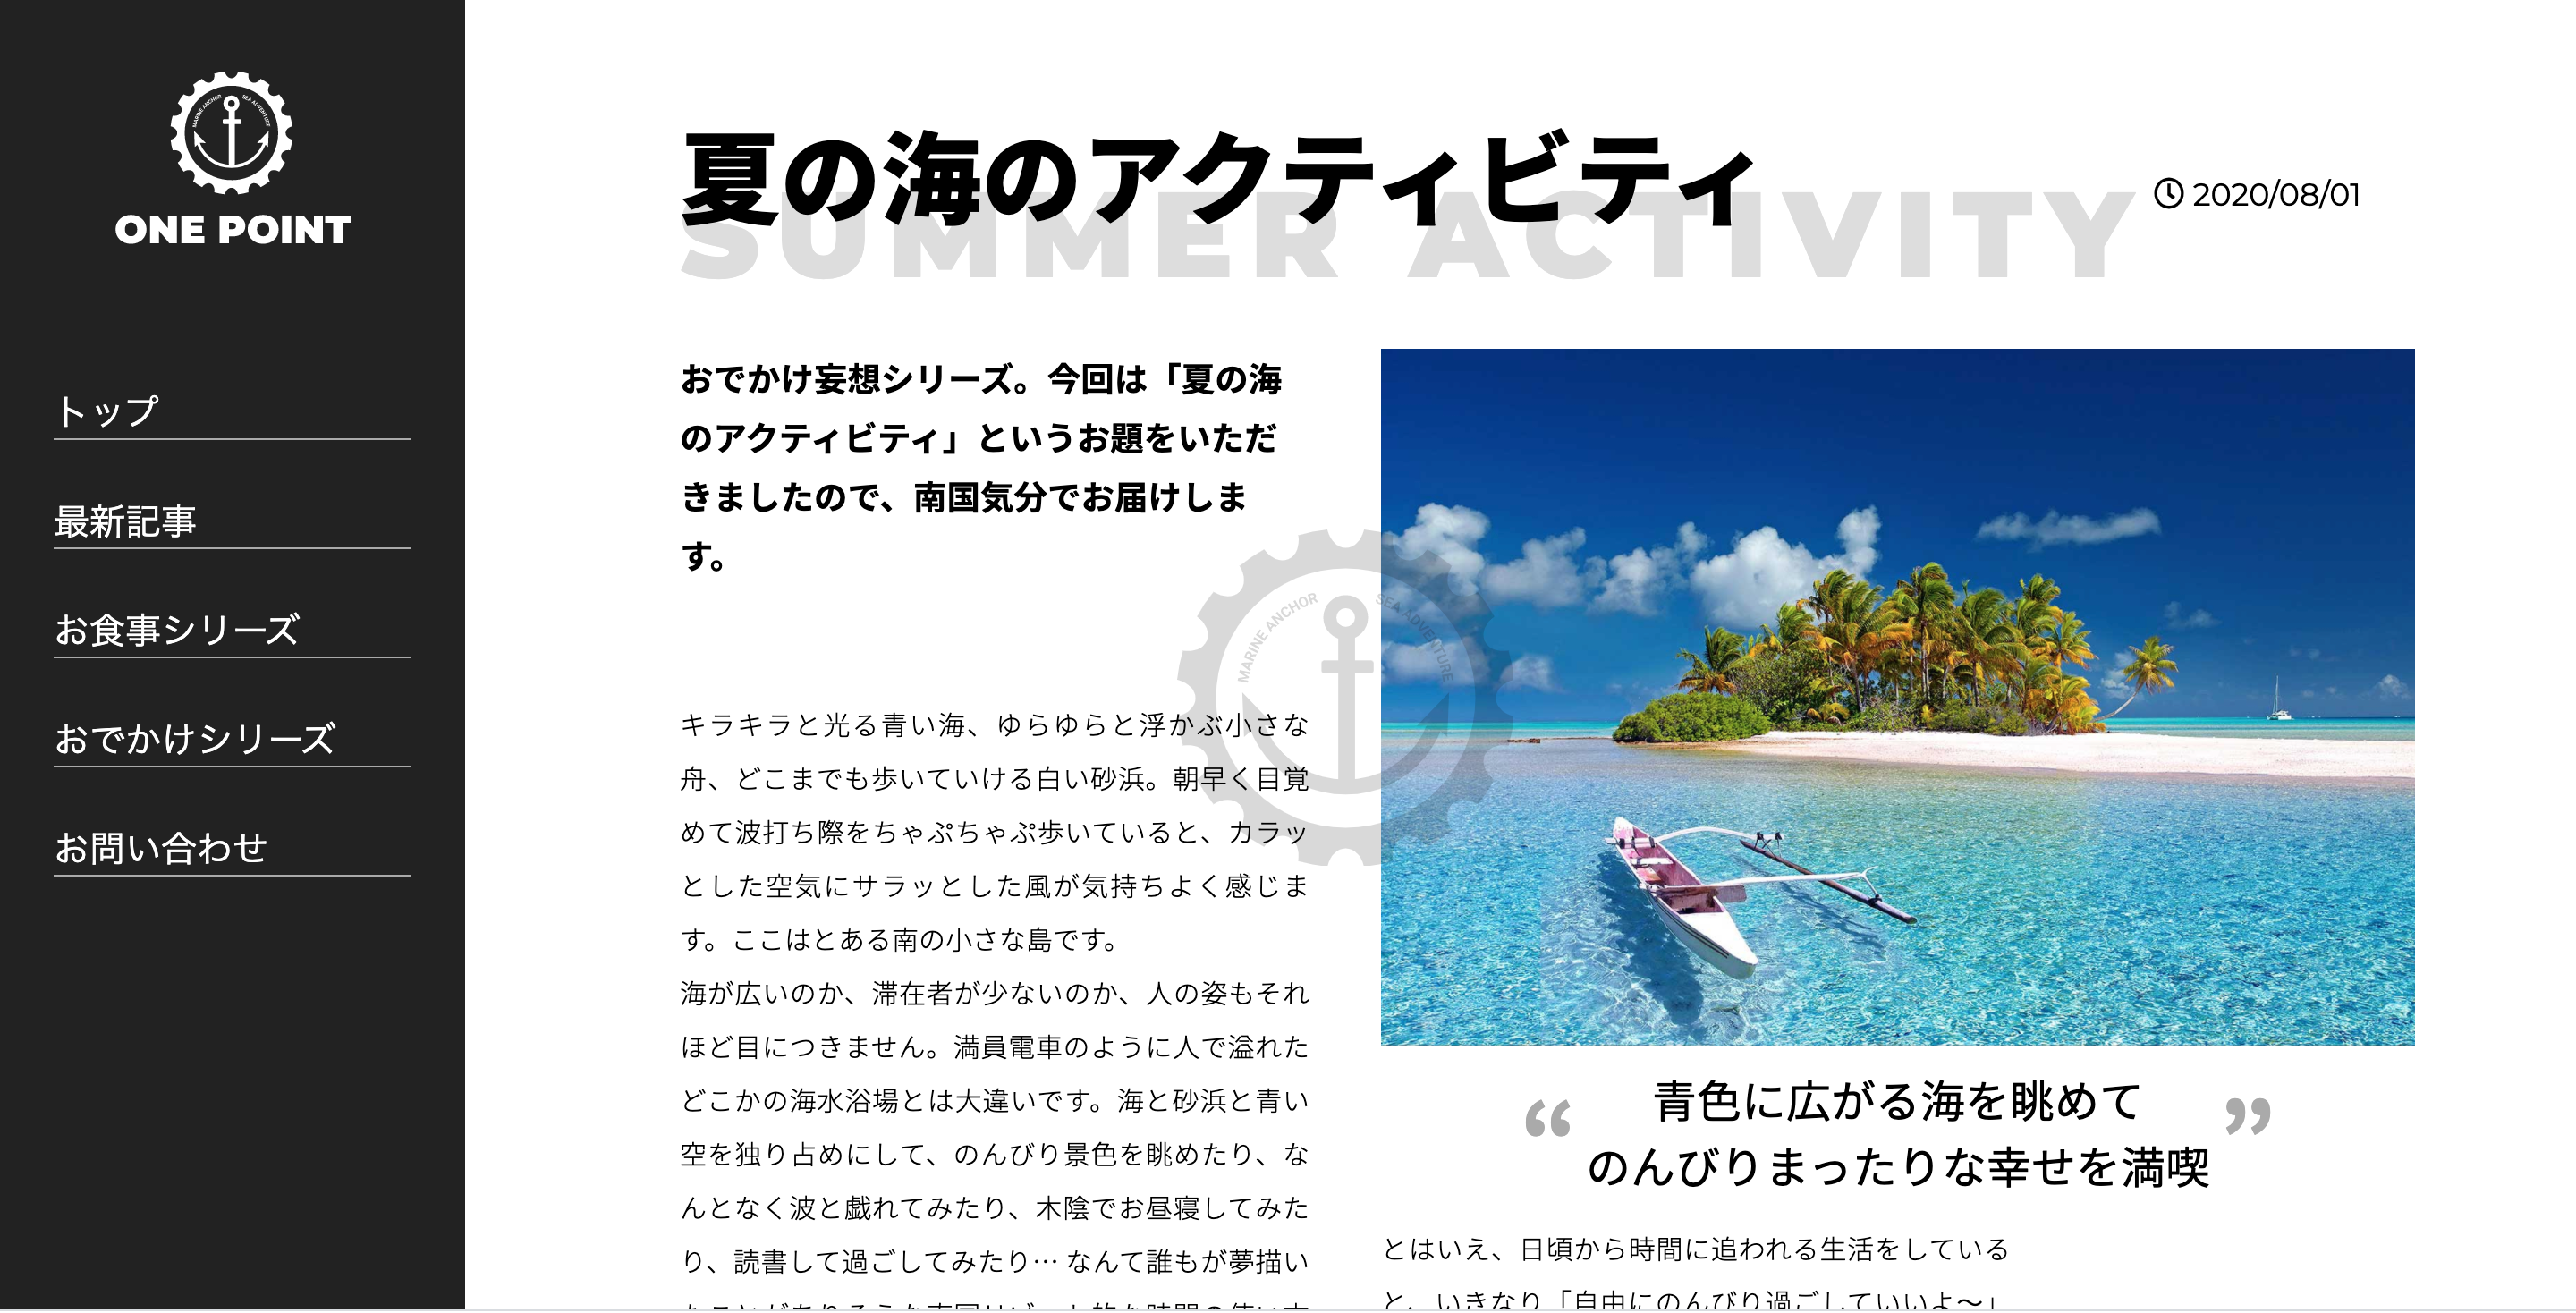 MARINE ANCHOR SEA ADVENTURE
ONE POINT
トップ
最新記事
お食事シリーズ
おでかけシリーズ
お問い合わせ
夏の海のアクティビティ
SUMMER ACTIVITY
2020/08/01
おでかけ妄想シリーズ。今回は「夏の海
のアクティビティ」というお題をいただ
きましたので、南国気分でお届けしま
す。
キラキラと光る青い海、ゆらゆらと浮かぶ小さな
舟、どこまでも歩いていける白い砂浜。朝早く目覚
めて波打ち際をちゃぷちゃぷ歩いていると、カラッ
とした空気にサラッとした風が気持ちよく感じま
す。ここはとある南の小さな島です。
海が広いのか、滞在者が少ないのか、人の姿もそれ
ほど目につきません。満員電車のように人で溢れた
どこかの海水浴場とは大違いです。海と砂浜と青い
空を独り占めにして、のんびり景色を眺めたり、な
んとなく波と戯れてみたり、木陰でお昼寝してみた
り、読書して過ごしてみたり… なんて誰もが夢描い
MARINE ANCHOR SEA ADVENTURE
“ 青色に広がる海を眺めて ”
のんびりまったりな幸せを満喫
とはいえ、日頃から時間に追われる生活をしている
と、いきなり「自由にのんびり過ごしていいよ〜」